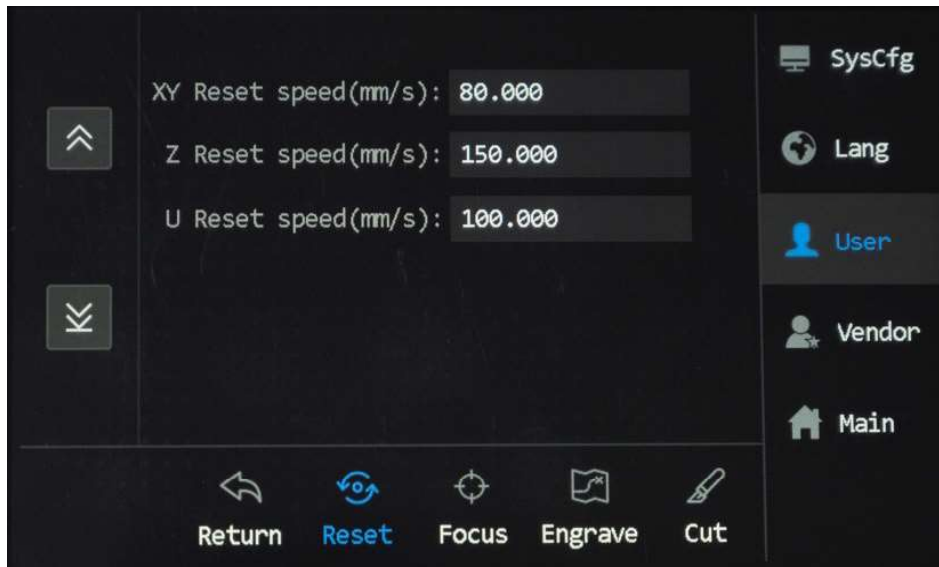 XY Reset speed(mm/s): 80.000
Z Reset speed(mm/s): 150.000
U Reset speed(mm/s): 100.000
SysCfg
Lang
User
Vendor
Main
Return Reset Focus Engrave Cut